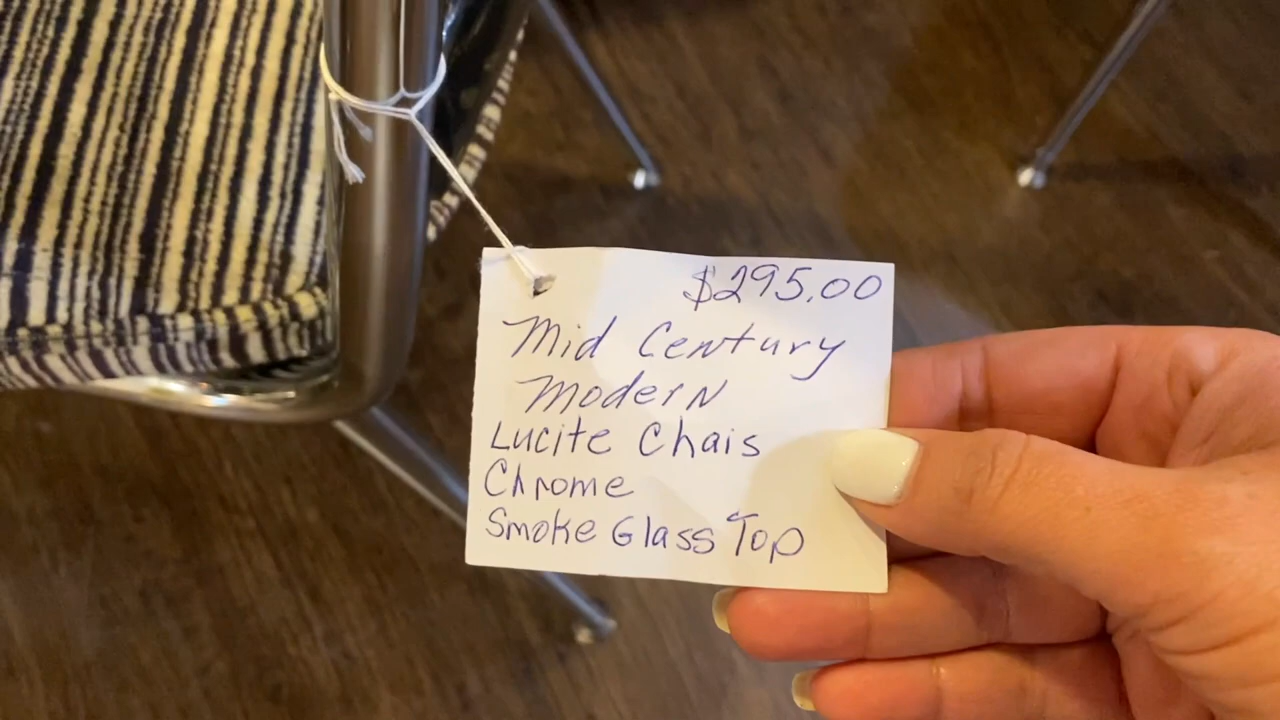 $295.00
Mid Century
Modern
Lucite Chais
Chrome
Smoke Glass Top